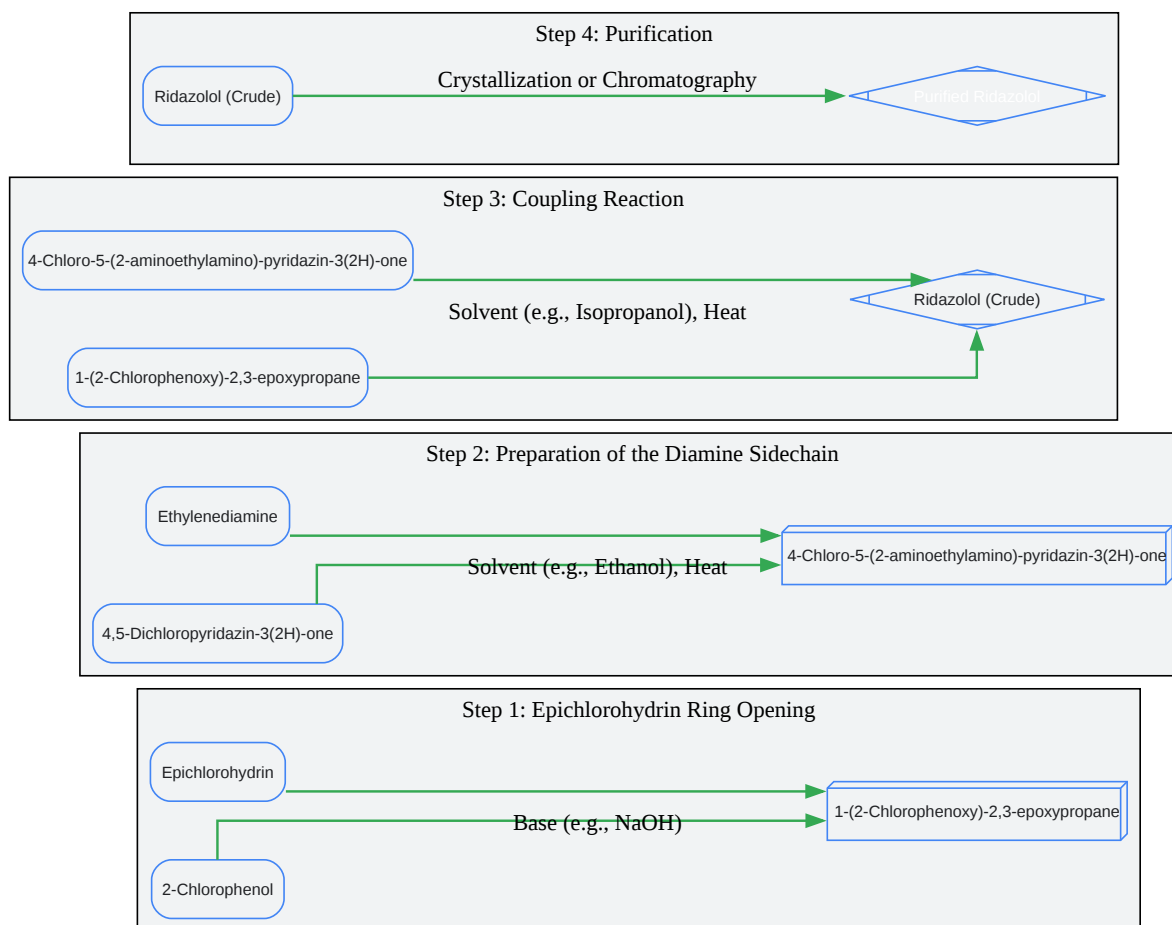 Step 4: Purification
Ridazolol (Crude)
Crystallization or Chromatography
Purified Ridazolol
Step 3: Coupling Reaction
4-Chloro-5-(2-aminoethylamino)-pyridazin-3(2H)-one
Solvent (e.g., Isopropanol), Heat
Ridazolol (Crude)
1-(2-Chlorophenoxy)-2,3-epoxypropane
Step 2: Preparation of the Diamine Sidechain
Ethylenediamine
Solvent (e.g., Ethanol), Heat
4-Chloro-5-(2-aminoethylamino)-pyridazin-3(2H)-one
4,5-Dichloropyridazin-3(2H)-one
Step 1: Epichlorohydrin Ring Opening
Epichlorohydrin
Base (e.g., NaOH)
1-(2-Chlorophenoxy)-2,3-epoxypropane
2-Chlorophenol